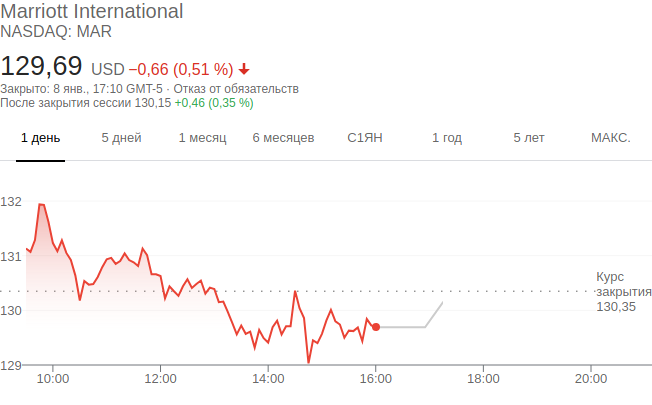 Marriott International
NASDAQ: MAR
129,69 USD −0,66 (0,51 %)
Закрыто: 8 янв., 17:10 GMT-5 · Отказ от обязательств
После закрытия сессии 130,15 +0,46 (0,35 %)
1 день 5 дней 1 месяц 6 месяцев С1ЯН 1 год 5 лет МАКС.
132
131
130
129
Курс
закрытия
130,35
10:00 12:00 14:00 16:00 18:00 20:00